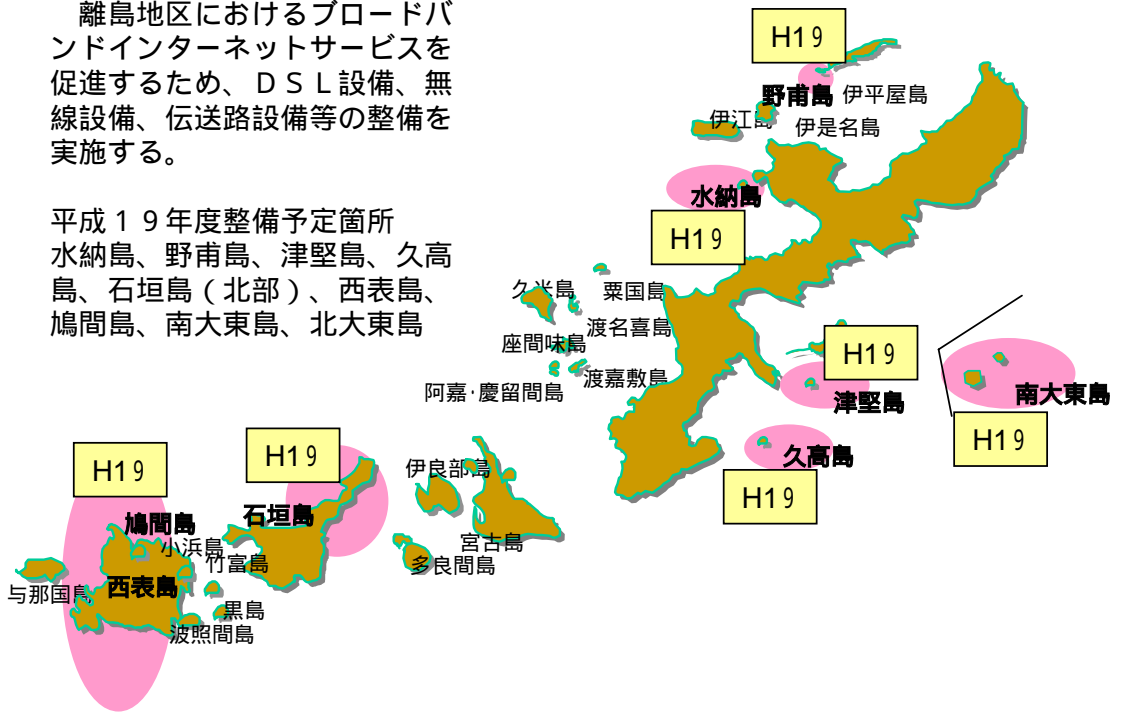 離島地区におけるブロードバ
ンドインターネットサービスを
促進するため、ＤＳＬ設備、無
線設備、伝送路設備等の整備を
実施する。
平成１９年度整備予定箇所
水納島、野甫島、津堅島、久高
島、石垣島（北部）、西表島、
鳩間島、南大東島、北大東島
H19
野甫島
伊平屋島
伊江島
伊是名島
水納島
H19
久米島
粟国島
渡名喜島
座間味島
渡嘉敷島
阿嘉・慶留間島
H19
津堅島
南大東島
H19
久高島
H19
H19
鳩間島
小浜島
竹富島
西表島
与那国島
黒島
波照間島
H19
石垣島
伊良部島
宮古島
多良間島